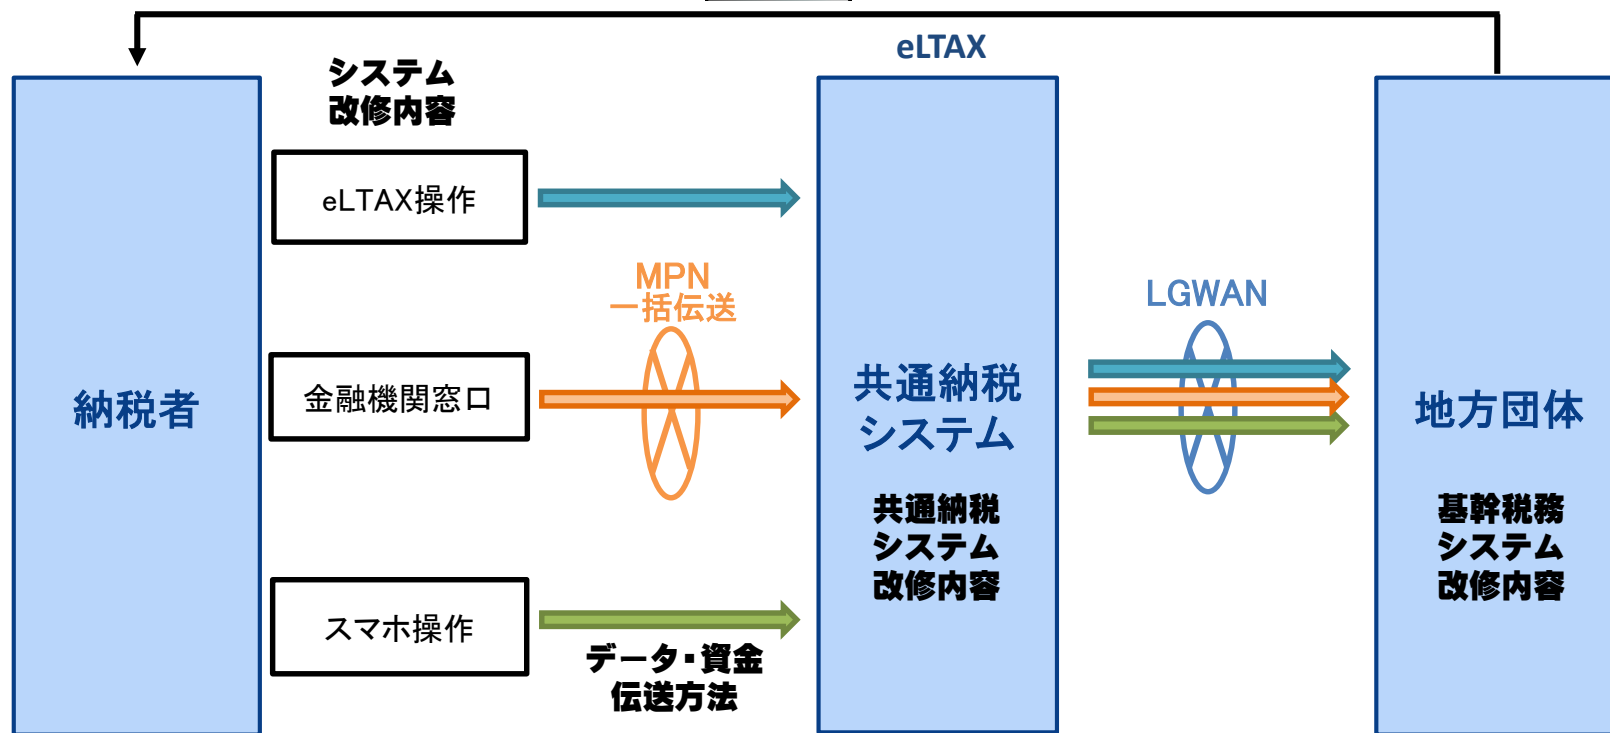 eLTAX
システム
改修内容
eLTAX操作
MPN
一括伝送
LGWAN
納税者
金融機関窓口
共通納税
システム
地方団体
共通納税
システム
改修内容
基幹税務
システム
改修内容
スマホ操作
データ・資金
伝送方法